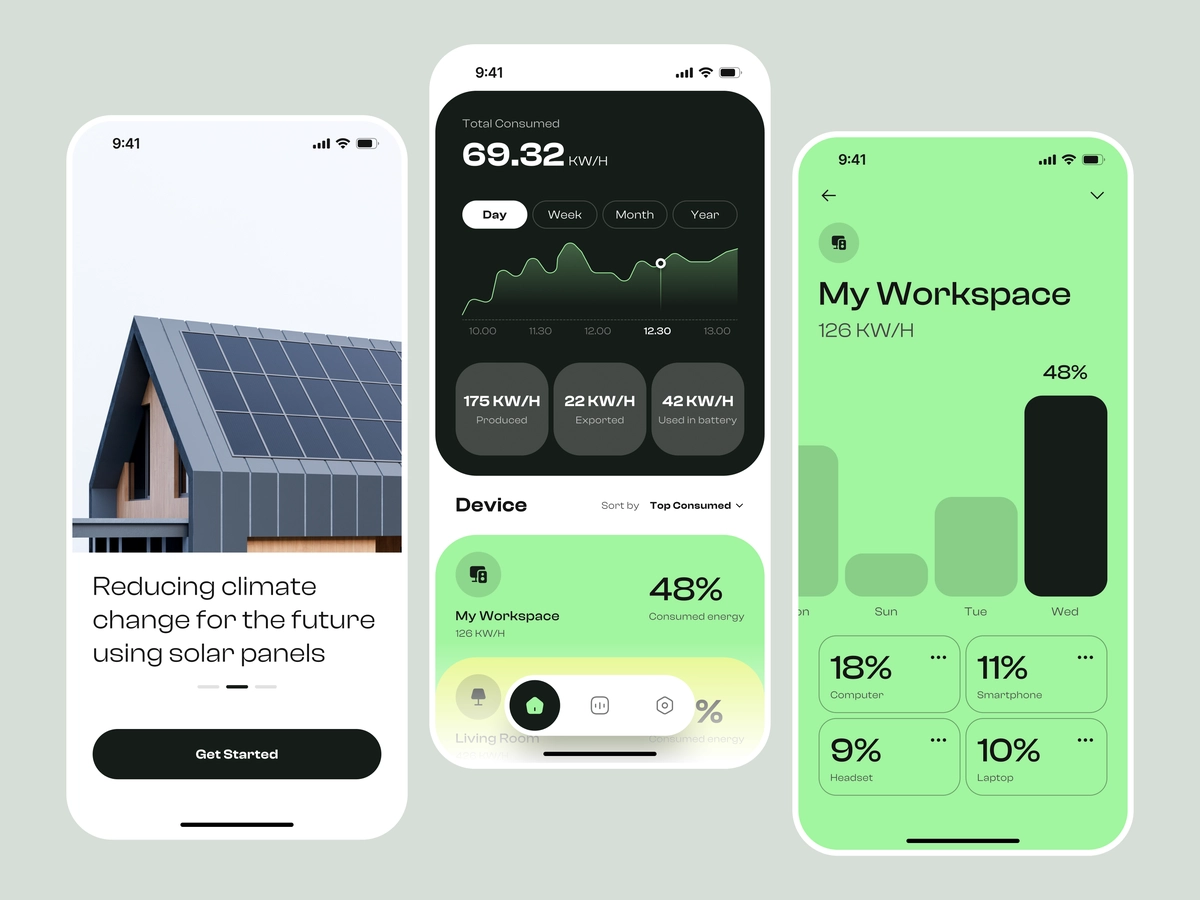 9:41
Reducing climate
change for the future
using solar panels
Get Started
9:41
Total Consumed
69.32 KW/H
Day Week Month Year
10.00 11.30 12.00 12.30 13.00
175 KW/H 22 KW/H 42 KW/H
Produced Exported Used in battery
Device Sort by Top Consumed
48%
My Workspace Consumed energy
126 KW/H
%
Living Room Consumed energy
9:41
My Workspace
126 KW/H
48%
on Sun Tue Wed
18% 11%
Computer Smartphone
9% 10%
Headset Laptop